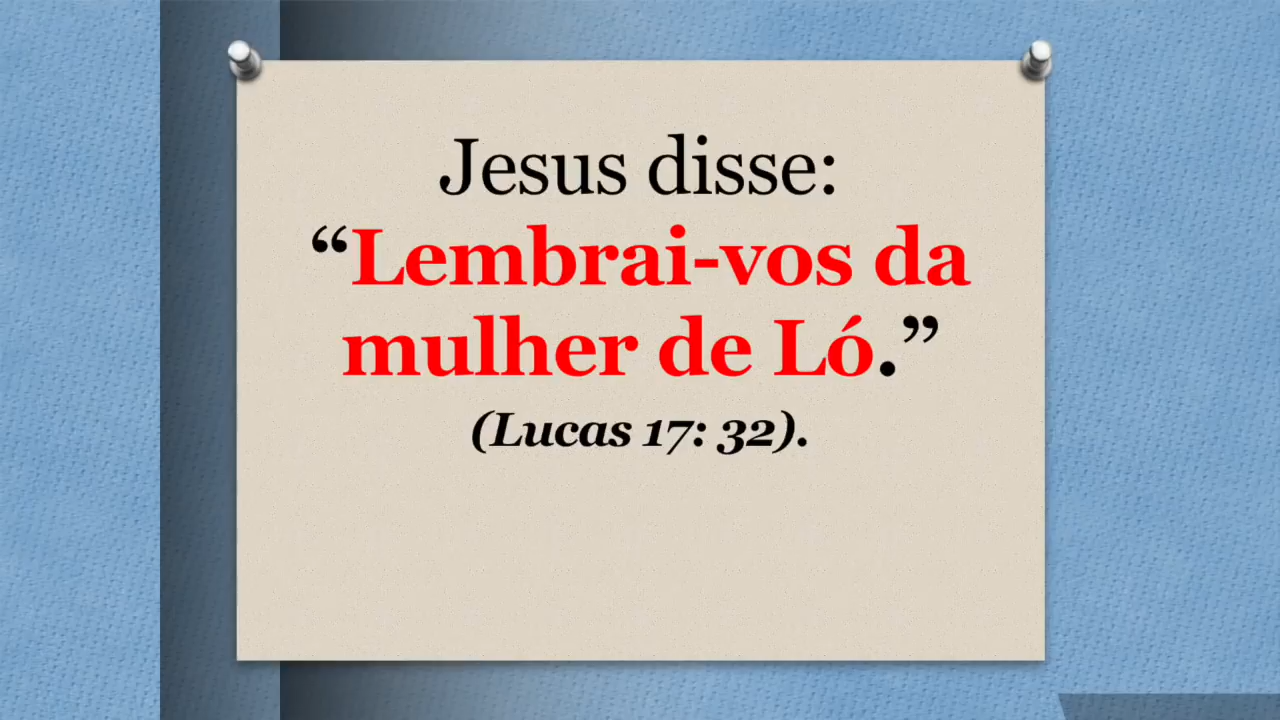 Jesus disse:
“Lembrai-vos da
mulher de Ló.”
(Lucas 17: 32).